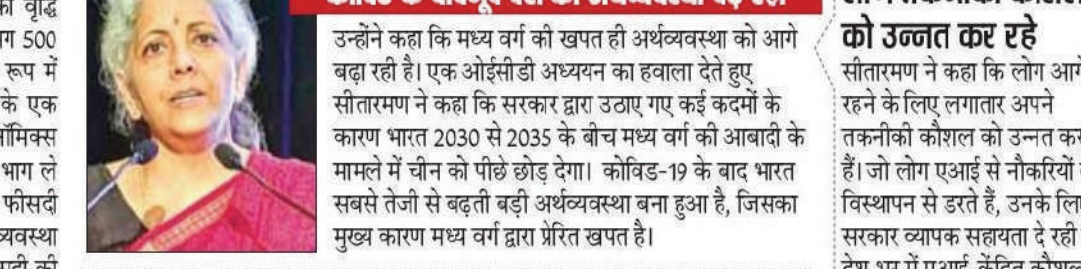 की वृद्धि
500
रूप में
के एक
भाग ले
फीसदी
उन्होंने कहा कि मध्य वर्ग की खपत ही अर्थव्यवस्था को आगे
बढ़ा रही है। एक ओईसीडी अध्ययन का हवाला देते हुए
सीतारमण ने कहा कि सरकार द्वारा उठाए गए कई कदमों के
कारण भारत 2030 से 2035 के बीच मध्य वर्ग की आबादी के
मामले में चीन को पीछे छोड़ देगा। कोविड-19 के बाद भारत
सबसे तेजी से बढ़ती बड़ी अर्थव्यवस्था बना हुआ है, जिसका
मुख्य कारण मध्य वर्ग द्वारा प्रेरित खपत है।
को उन्नत कर रहे
सीतारमण ने कहा कि लोग आगे
रहने के लिए लगातार अपने
तकनीकी कौशल को उन्नत कर
हैं। जो लोग एआई से नौकरियों
विस्थापन से डरते हैं, उनके लिए
सरकार व्यापक सहायता दे रही